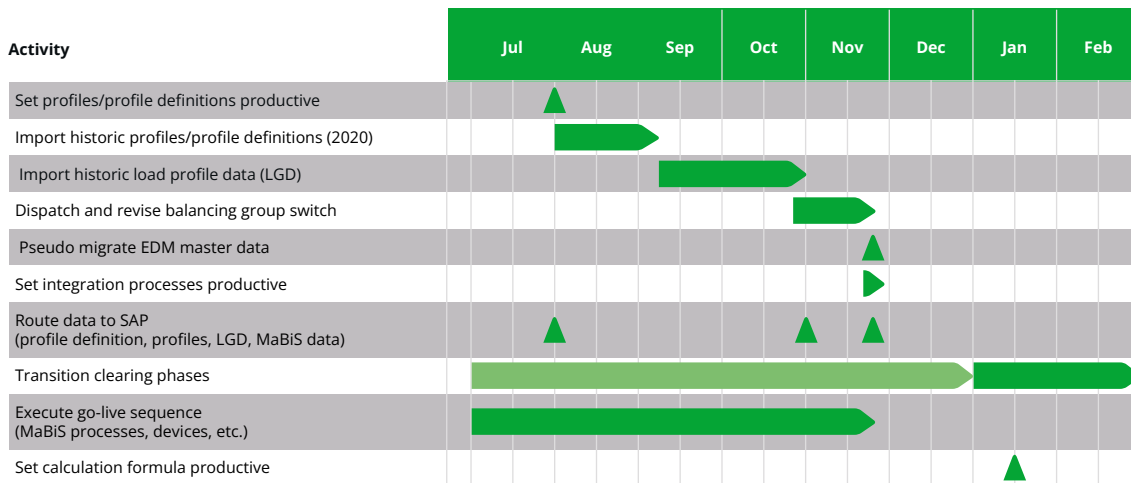 Activity
Jul Aug Sep Oct Nov Dec Jan Feb
Set profiles/profile definitions productive
Import historic profiles/profile definitions (2020)
Import historic load profile data (LGD)
Dispatch and revise balancing group switch
Pseudo migrate EDM master data
Set integration processes productive
Route data to SAP
(profile definition, profiles, LGD, MaBiS data)
Transition clearing phases
Execute go-live sequence
(MaBiS processes, devices, etc.)
Set calculation formula productive